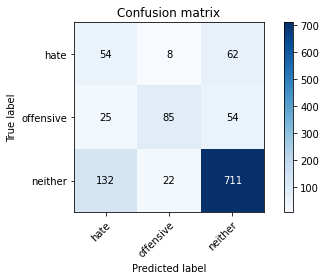 Confusion matrix
hate 54 8 62
offensive 25 85 54
neither 132 22 711
hate offensive neither
True label
Predicted label
700
600
500
400
300
200
100